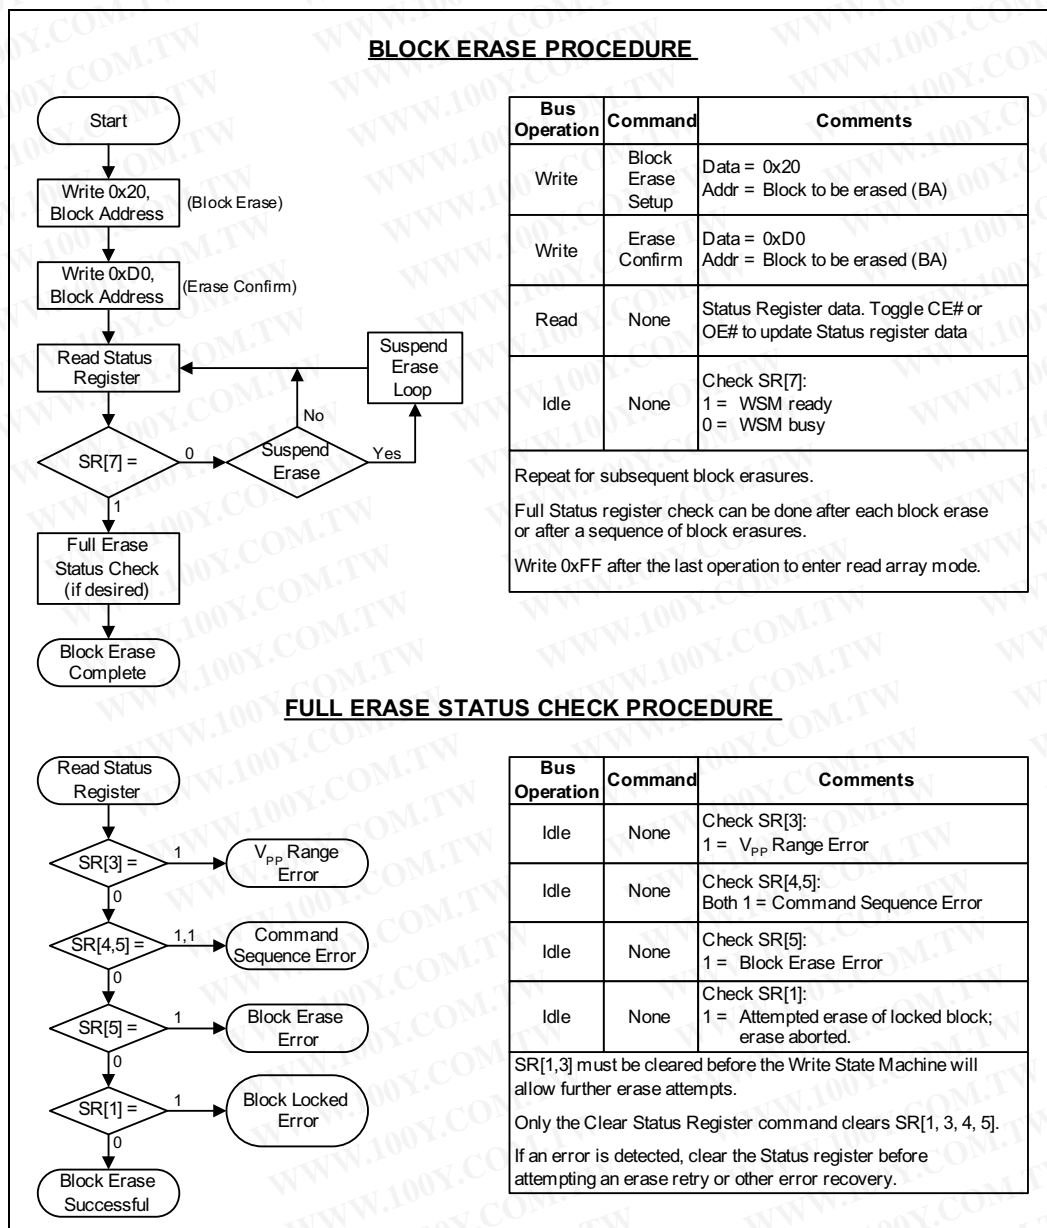 BLOCK ERASE PROCEDURE
Start
Write 0x20,
Block Address
(Block Erase)
Write 0xD0,
Block Address
(Erase Confirm)
Read Status
Register
Suspend
Erase
Loop
No
SR[7] =
0
Suspend
Erase
Yes
1
Full Erase
Status Check
(if desired)
Block Erase
Complete
Bus
Operation
Command
Comments
Write
Block
Erase
Setup
Data = 0x20
Addr = Block to be erased (BA)
Write
Erase
Confirm
Data = 0xD0
Addr = Block to be erased (BA)
Read
None
Status Register data. Toggle CE# or
OE# to update Status register data
Idle
None
Check SR[7]:
1 = WSM ready
0 = WSM busy
Repeat for subsequent block erasures.
Full Status register check can be done after each block erase
or after a sequence of block erasures.
Write 0xFF after the last operation to enter read array mode.
FULL ERASE STATUS CHECK PROCEDURE
Read Status
Register
SR[3] =
1
V_PP Range
Error
0
SR[4,5] =
1,1
Command
Sequence Error
0
SR[5] =
1
Block Erase
Error
0
SR[1] =
1
Block Locked
Error
0
Block Erase
Successful
Bus
Operation
Command
Comments
Idle
None
Check SR[3]:
1 = V_PP Range Error
Idle
None
Check SR[4,5]:
Both 1 = Command Sequence Error
Idle
None
Check SR[5]:
1 = Block Erase Error
Idle
None
Check SR[1]:
1 = Attempted erase of locked block;
erase aborted.
SR[1,3] must be cleared before the Write State Machine will
allow further erase attempts.
Only the Clear Status Register command clears SR[1, 3, 4, 5].
If an error is detected, clear the Status register before
attempting an erase retry or other error recovery.
WWW.100Y.COM.TW